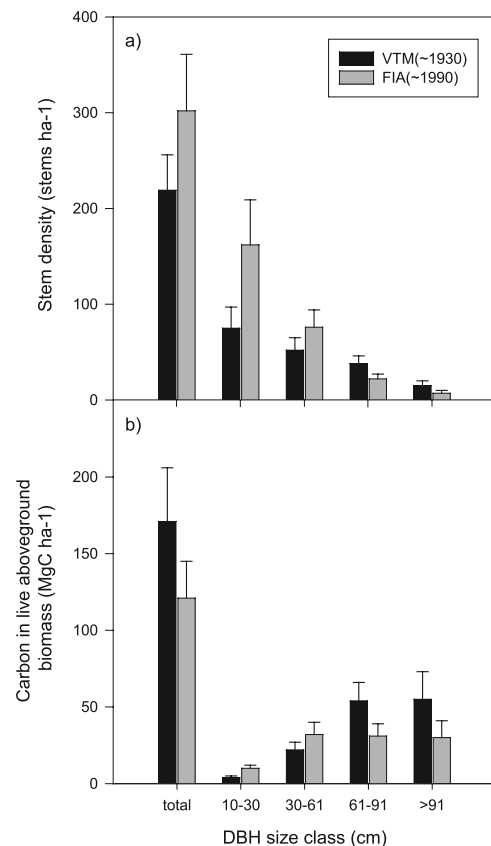 a)
VTM(~1930)
FIA(~1990)
400
300
200
100
0
Stem density (stems ha-1)
b)
200
150
100
50
0
Carbon in live aboveground
biomass (MgC ha-1)
total 10-30 30-61 61-91 >91
DBH size class (cm)